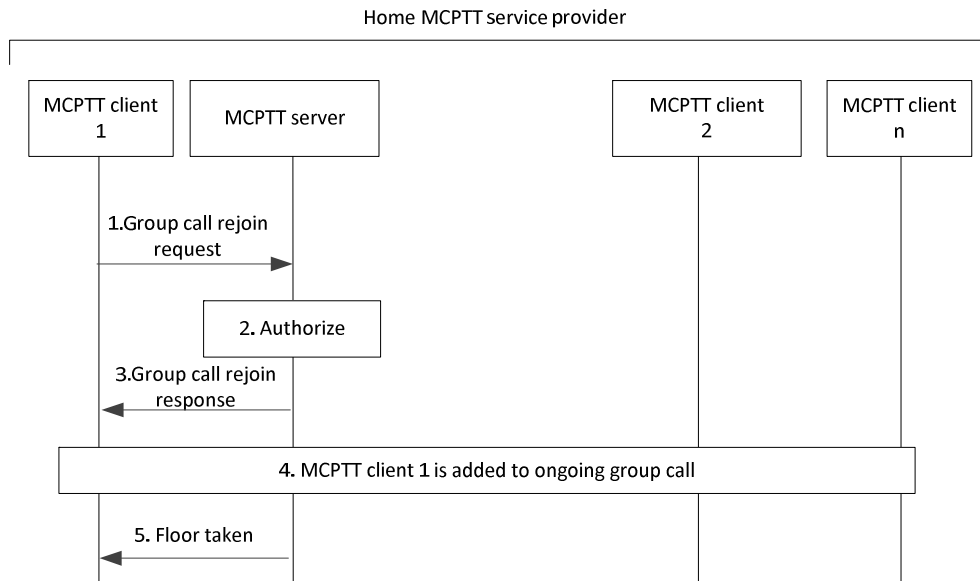 Home MCPTT service provider
MCPTT client
1
MCPTT server
MCPTT client
2
MCPTT client
n
1.Group call rejoin
request
2. Authorize
3.Group call rejoin
response
4. MCPTT client 1 is added to ongoing group call
5. Floor taken